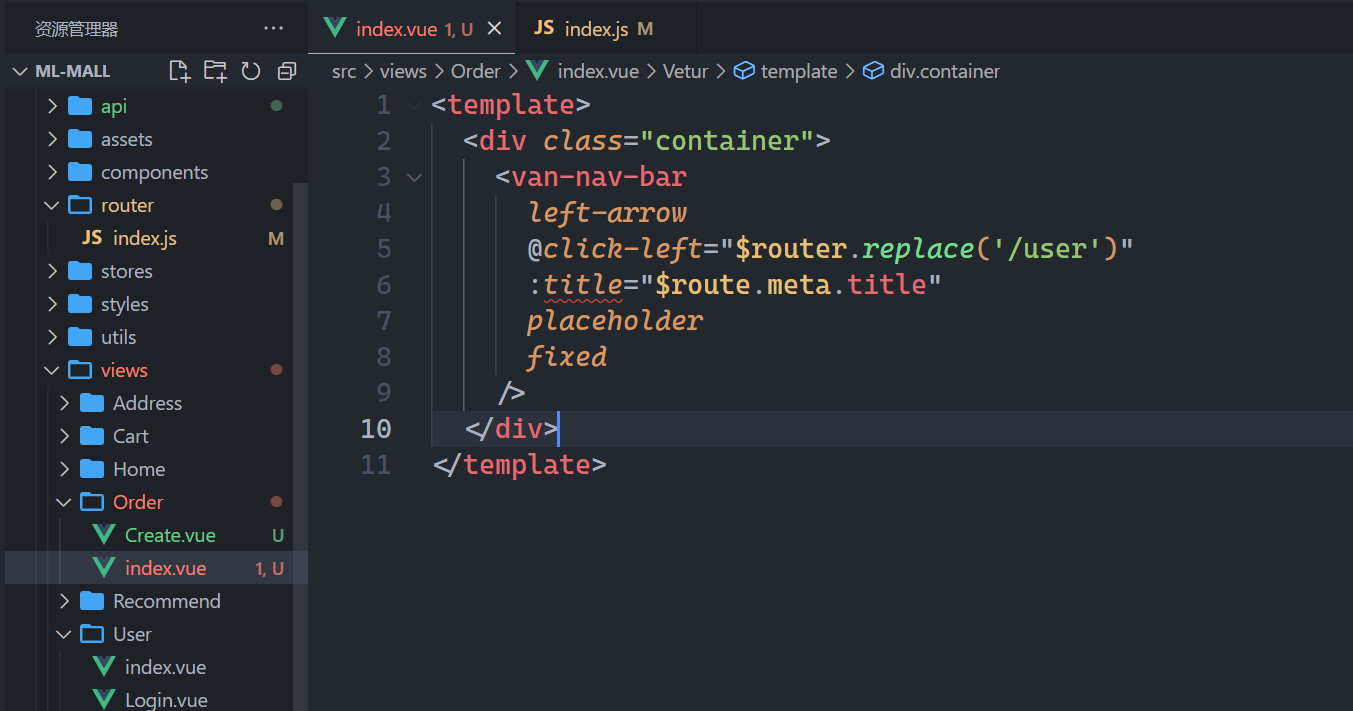 资源管理器 ···
index.vue 1, U
JS index.js M
ML-MALL
src > views > Order > index.vue > Vetur > template > div.container
api
assets
components
router
JS index.js M
stores
styles
utils
views
Address
Cart
Home
Order
Create.vue U
index.vue 1, U
Recommend
User
index.vue
Login.vue
1 <template>
2 <div class="container">
3 <van-nav-bar
4 left-arrow
5 @click-left="$router.replace('/user')"
6 :title="$route.meta.title"
7 placeholder
8 fixed
9 />
10 </div>
11 </template>